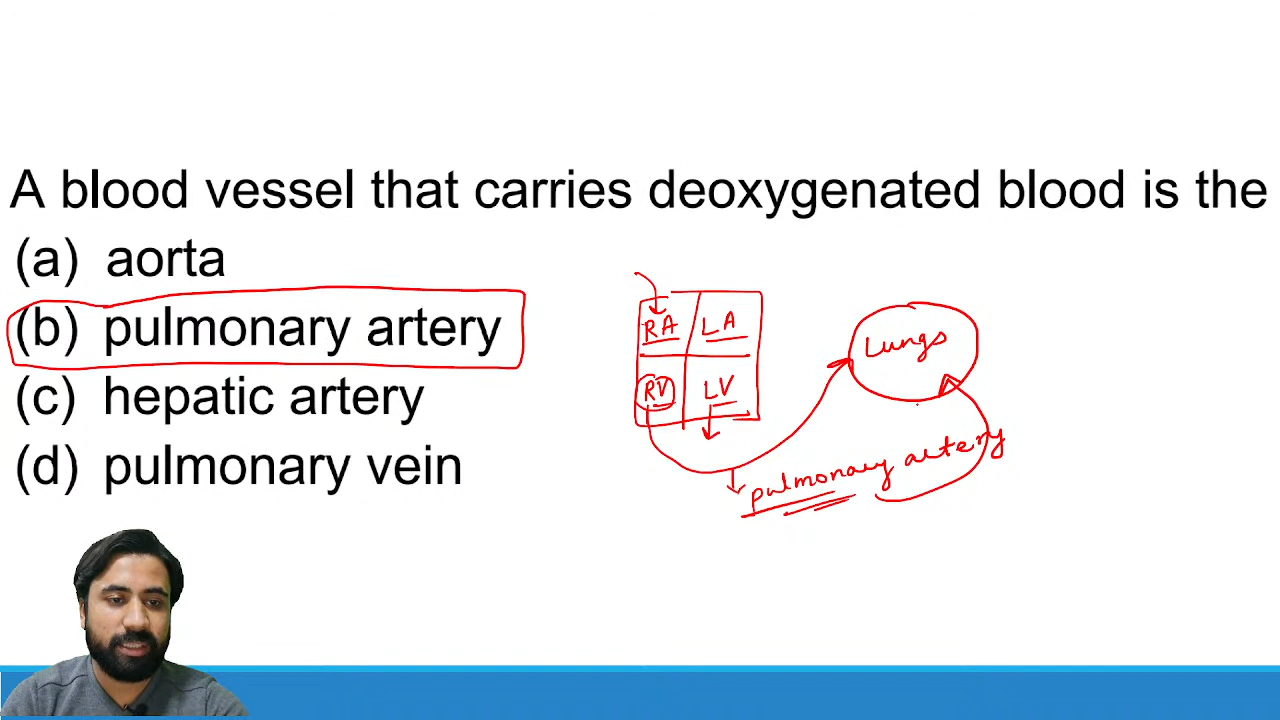 A blood vessel that carries deoxygenated blood is the
(a) aorta
(b) pulmonary artery
(c) hepatic artery
(d) pulmonary vein
RA LA
RV LV
Lungs
pulmonary artery